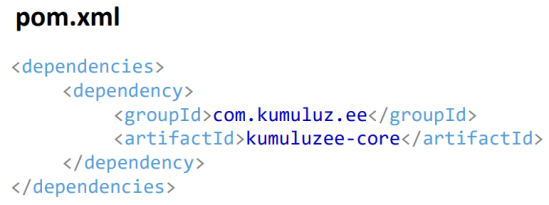 pom.xml
<dependencies>
    <dependency>
        <groupId>com.kumuluz.ee</groupId>
        <artifactId>kumuluzee-core</artifactId>
    </dependency>
</dependencies>